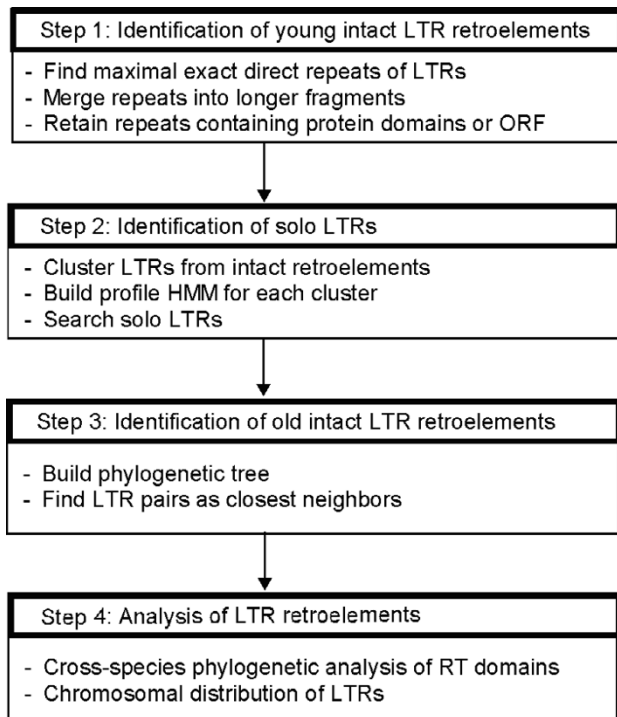 Step 1: Identification of young intact LTR retroelements
- Find maximal exact direct repeats of LTRs
- Merge repeats into longer fragments
- Retain repeats containing protein domains or ORF
Step 2: Identification of solo LTRs
- Cluster LTRs from intact retroelements
- Build profile HMM for each cluster
- Search solo LTRs
Step 3: Identification of old intact LTR retroelements
- Build phylogenetic tree
- Find LTR pairs as closest neighbors
Step 4: Analysis of LTR retroelements
- Cross-species phylogenetic analysis of RT domains
- Chromosomal distribution of LTRs